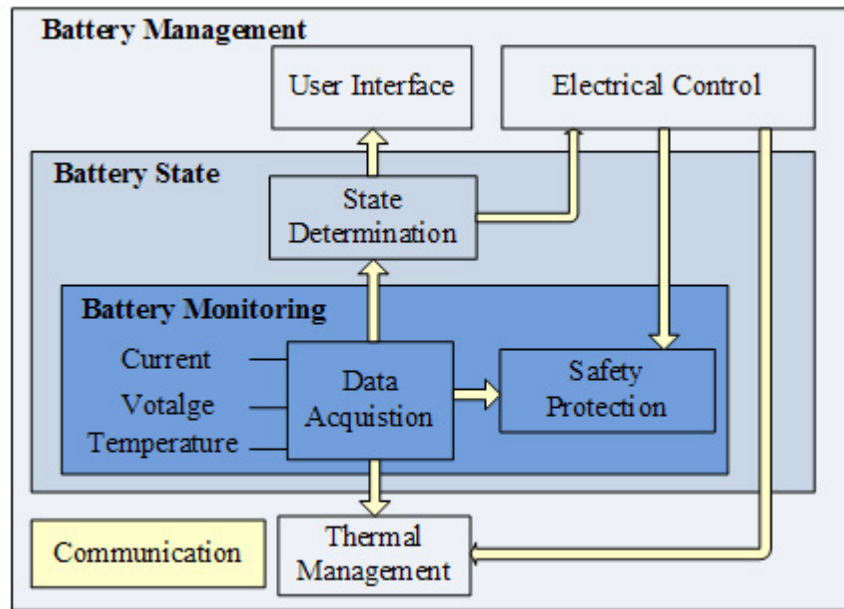 Battery Management
User Interface
Electrical Control
Battery State
State
Determination
Battery Monitoring
Current
Votalge
Temperature
Data
Acquistion
Safety
Protection
Communication
Thermal
Management